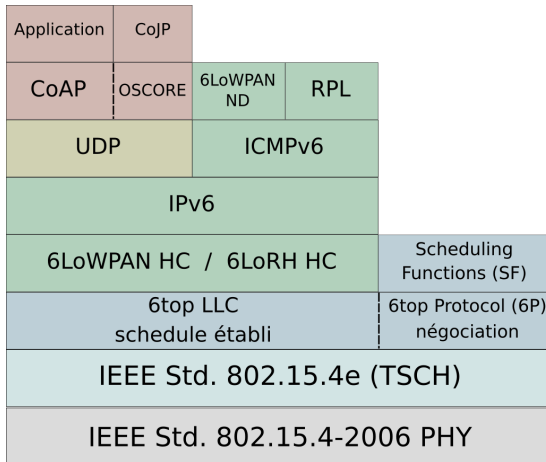 Application
CoJP
CoAP
OSCORE
6LoWPAN
ND
RPL
UDP
ICMPv6
IPv6
6LoWPAN HC / 6LoRH HC
Scheduling
Functions (SF)
6top LLC
schedule établi
6top Protocol (6P)
négociation
IEEE Std. 802.15.4e (TSCH)
IEEE Std. 802.15.4-2006 PHY